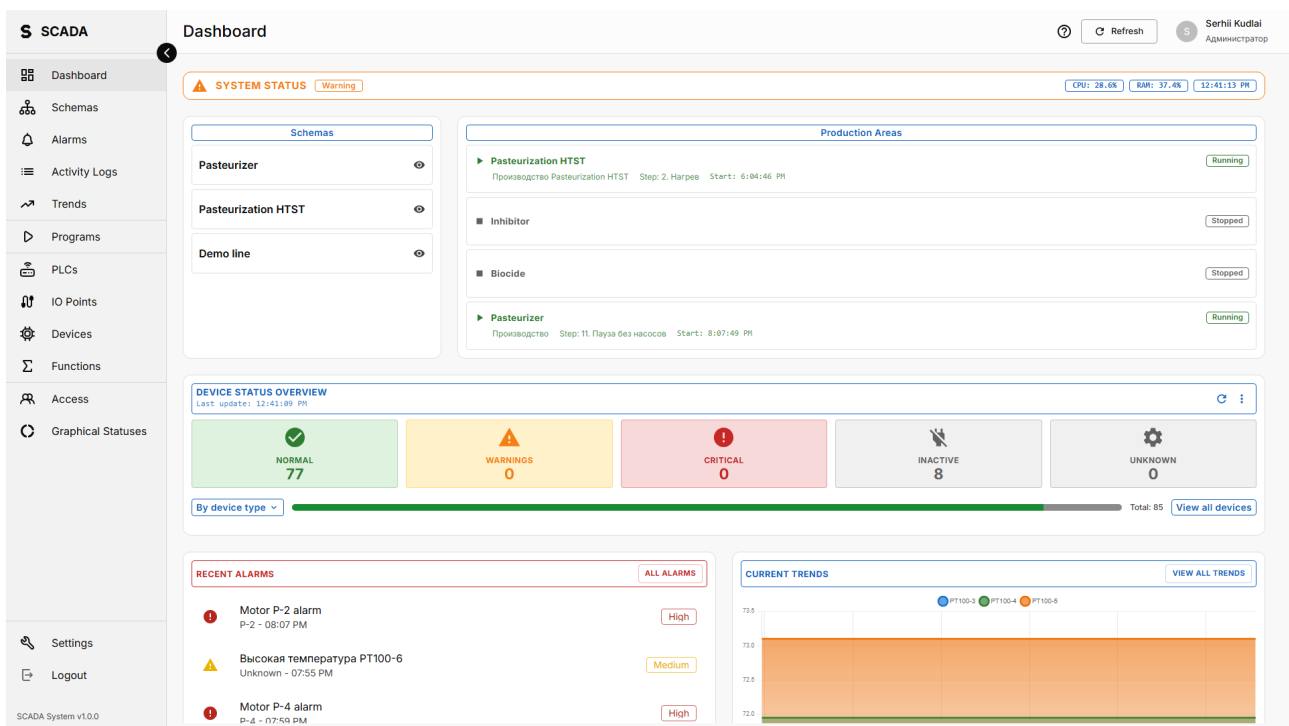 S SCADA
Dashboard
Refresh
S
Serhii Kudlai
Администратор
Dashboard
Schemas
Alarms
Activity Logs
Trends
Programs
PLCs
IO Points
Devices
Functions
Access
Graphical Statuses
Settings
Logout
SCADA System v1.0.0
SYSTEM STATUS Warning
CPU: 28.6% RAM: 37.4% 12:41:13 PM
Schemas
Pasteurizer
Pasteurization HTST
Demo line
Production Areas
Pasteurization HTST
Running
Производство Pasteurization HTST Step: 2. Нагрев Start: 6:04:46 PM
Inhibitor
Stopped
Biocide
Stopped
Pasteurizer
Running
Производство Step: 11. Пауза без насосов Start: 8:07:49 PM
DEVICE STATUS OVERVIEW
Last update: 12:41:09 PM
NORMAL
77
WARNINGS
0
CRITICAL
0
INACTIVE
8
UNKNOWN
0
By device type
Total: 85
View all devices
RECENT ALARMS
ALL ALARMS
Motor P-2 alarm
P-2 - 08:07 PM
High
Высокая температура PT100-6
Unknown - 07:55 PM
Medium
Motor P-4 alarm
P-4 - 07:59 PM
High
CURRENT TRENDS
VIEW ALL TRENDS
PT100-3 PT100-4 PT100-5
73.5
73.0
72.5
72.0